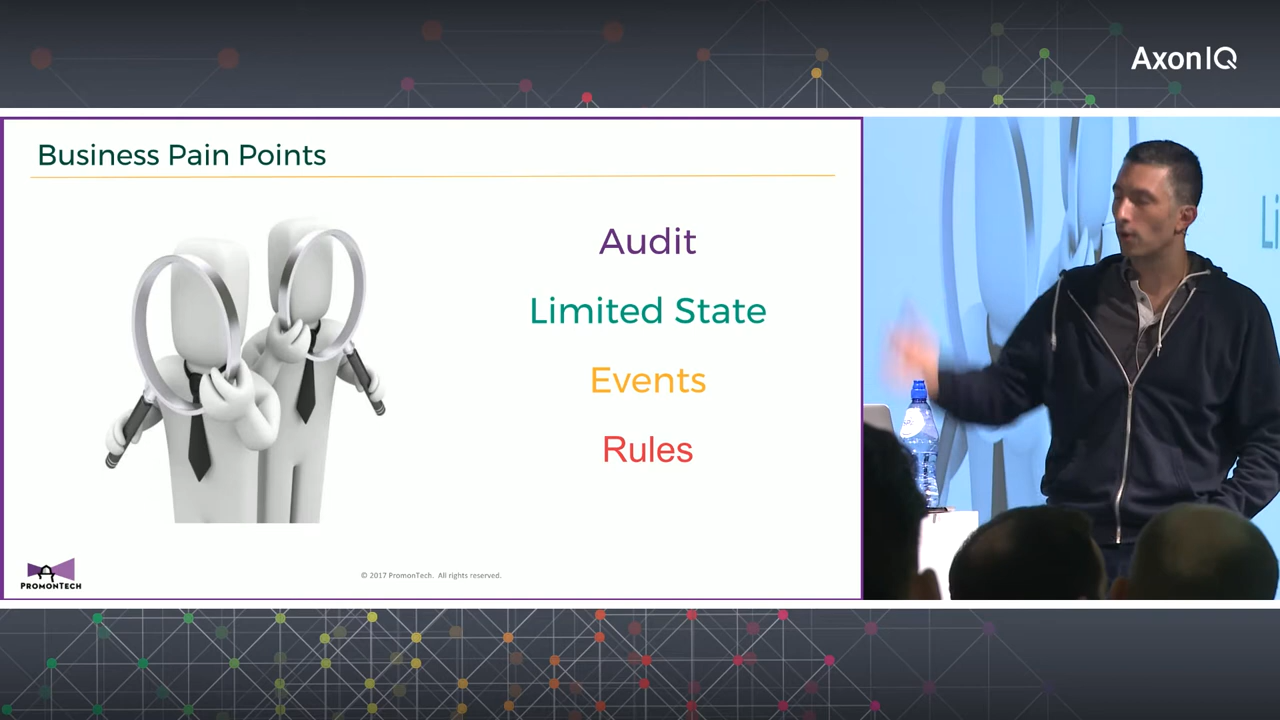 AxonIQ
Business Pain Points
Audit
Limited State
Events
Rules
PROMONTECH
© 2017 PromonTech. All rights reserved.